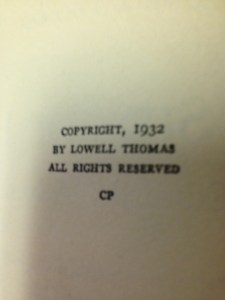 COPYRIGHT, 1932
BY LOWELL THOMAS
ALL RIGHTS RESERVED
CP